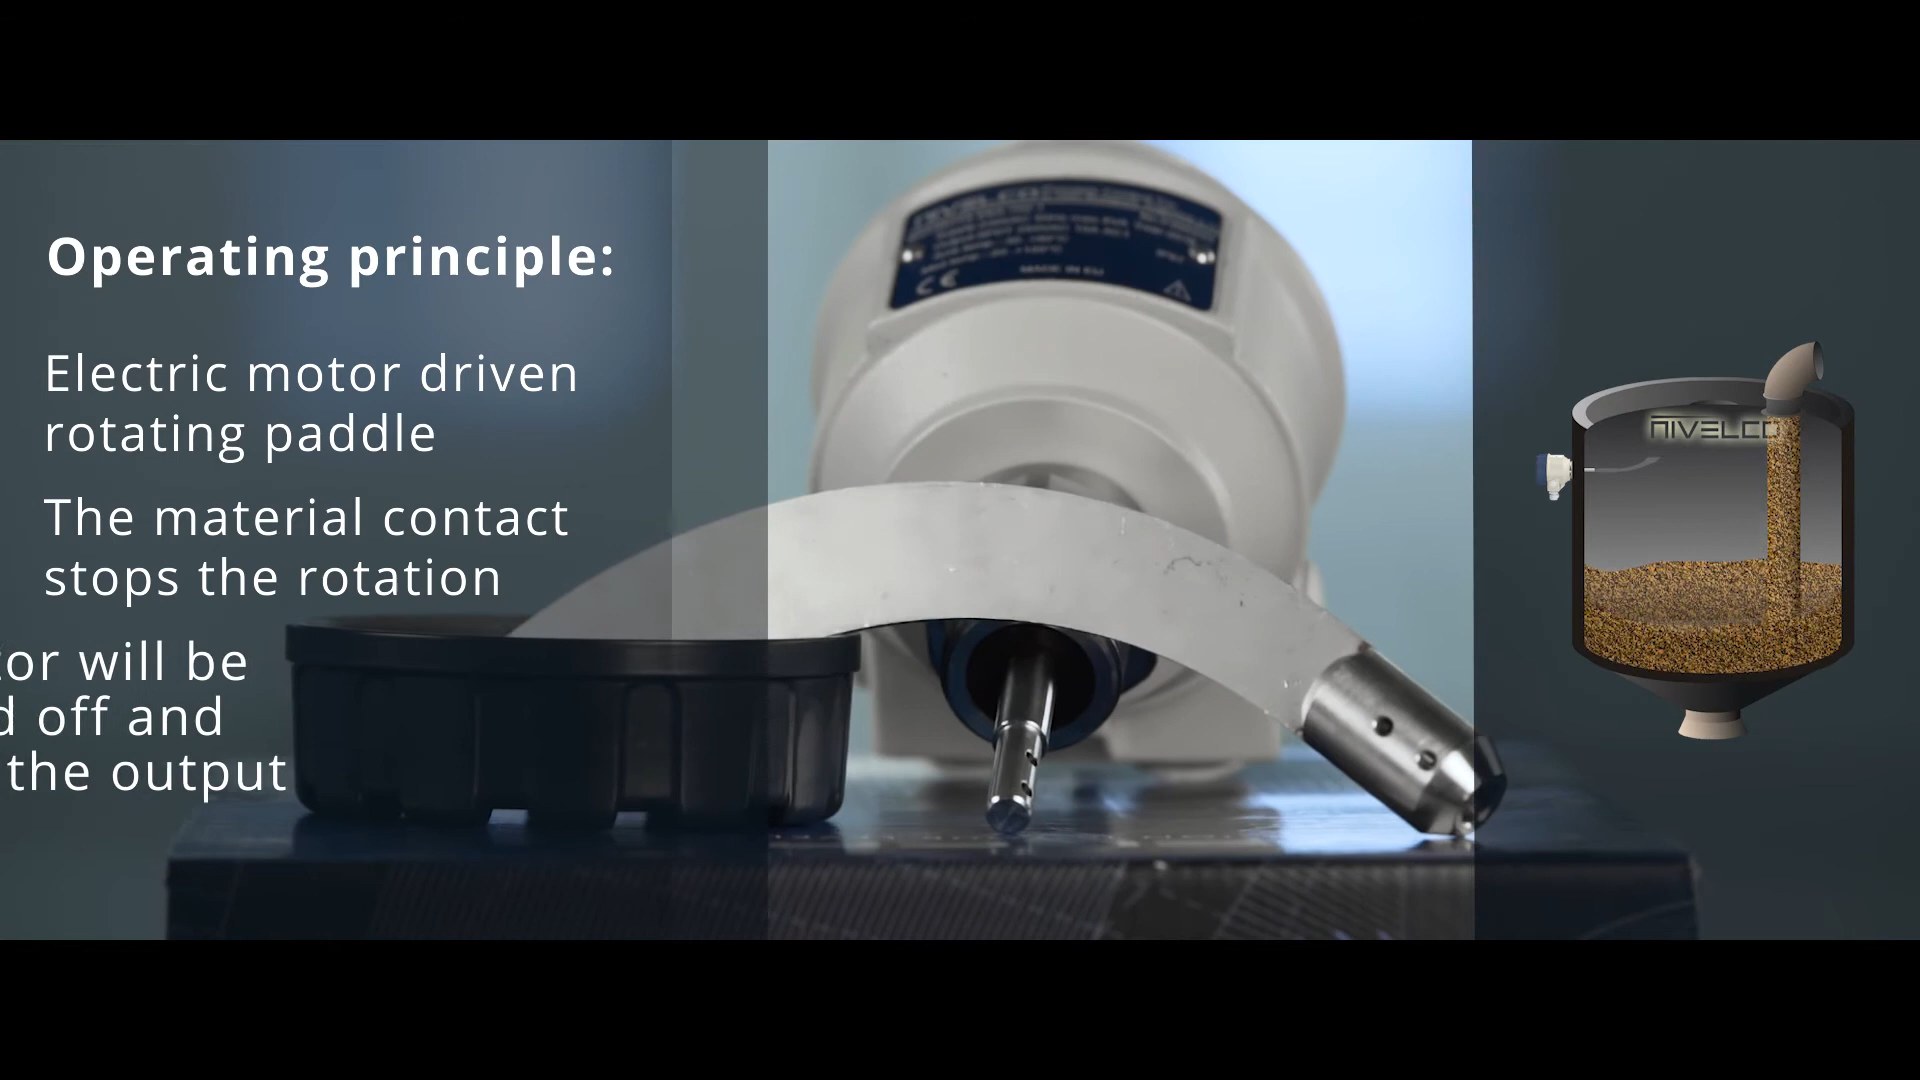 Operating principle:
Electric motor driven
rotating paddle
The material contact
stops the rotation
tor will be
d off and
the output
NIVELCO
NIVELCO
MADE IN EU
CE